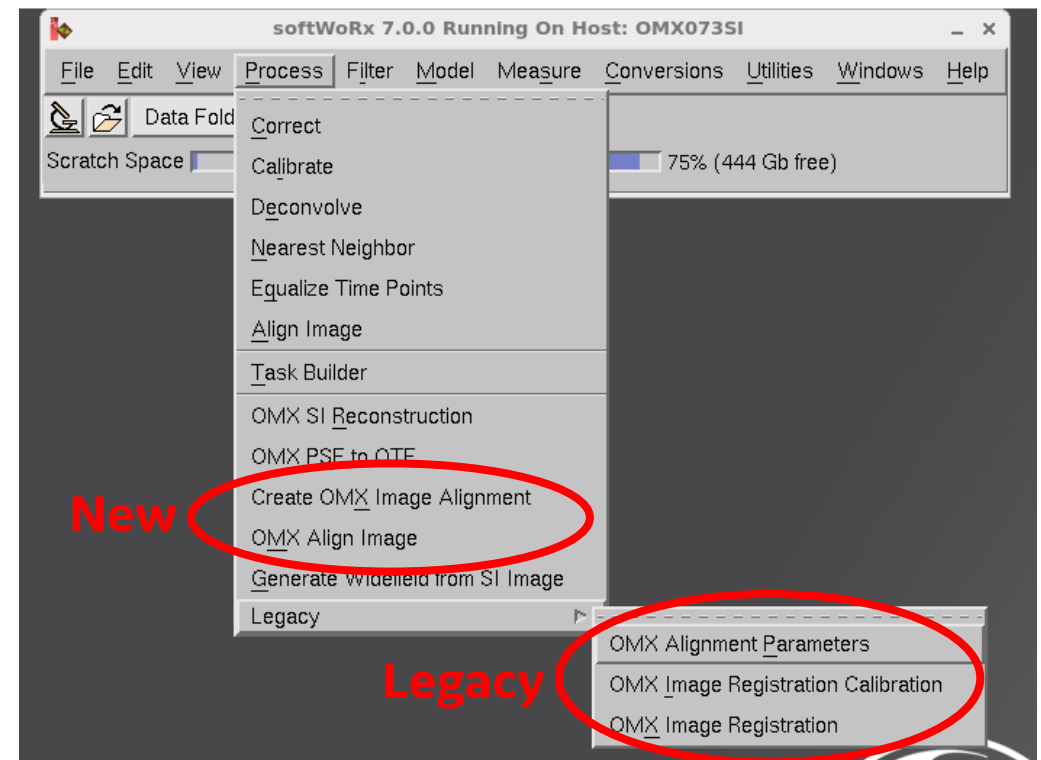 softWoRx 7.0.0 Running On Host: OMX073SI
File Edit View Process Filter Model Measure Conversions Utilities Windows Help
Data Fold
Scratch Space 75% (444 Gb free)
Correct
Calibrate
Deconvolve
Nearest Neighbor
Equalize Time Points
Align Image
Task Builder
OMX SI Reconstruction
OMX PSF to OTF
New
Create OMX Image Alignment
OMX Align Image
Generate Widefield from SI Image
Legacy
Legacy
OMX Alignment Parameters
OMX Image Registration Calibration
OMX Image Registration